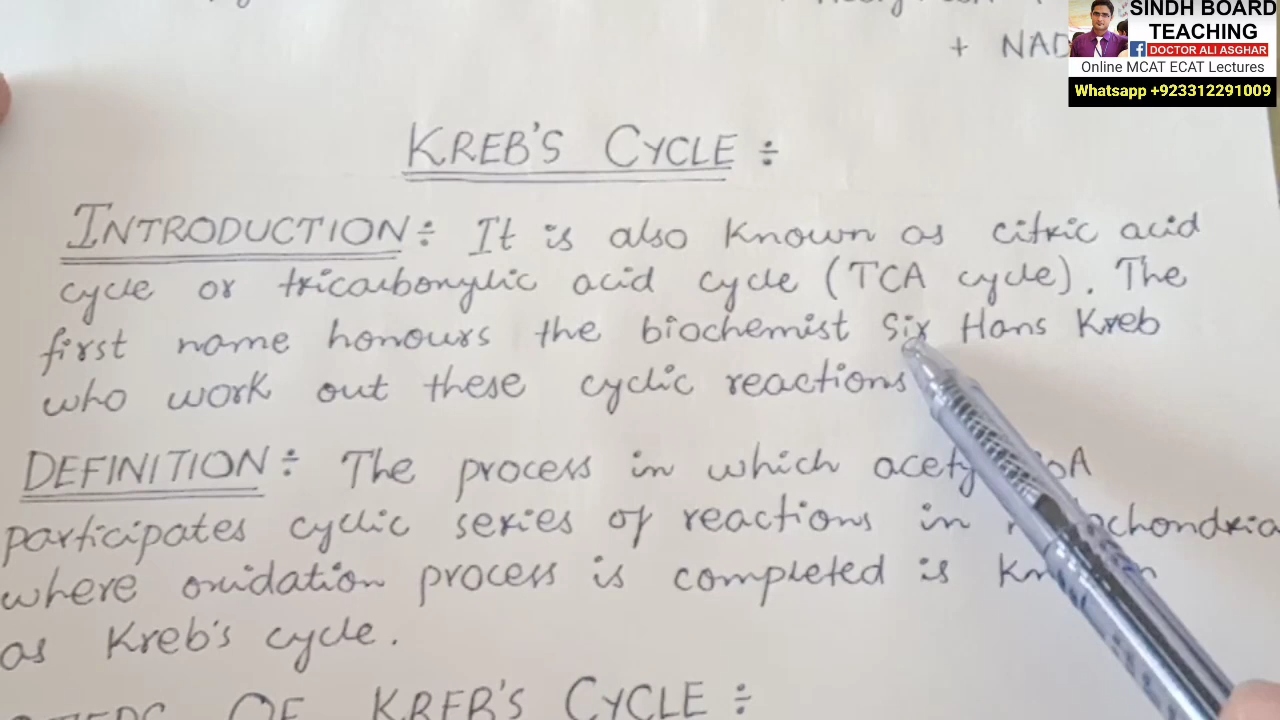 SINDH BOARD
TEACHING
f DOCTOR ALI ASGHAR
Online MCAT ECAT Lectures
Whatsapp +923312291009
+ NAD
KREB'S CYCLE :
INTRODUCTION : It is also known as citric acid
cycle or tricarbonylic acid cycle (TCA cycle). The
first name honours the biochemist Sir Hans Kreb
who work out these cyclic reactions
DEFINITION : The process in which acety
participates cyclic series of reactions in
where oxidation process is completed is
as Kreb's cycle.
OF KREB'S CYCLE :